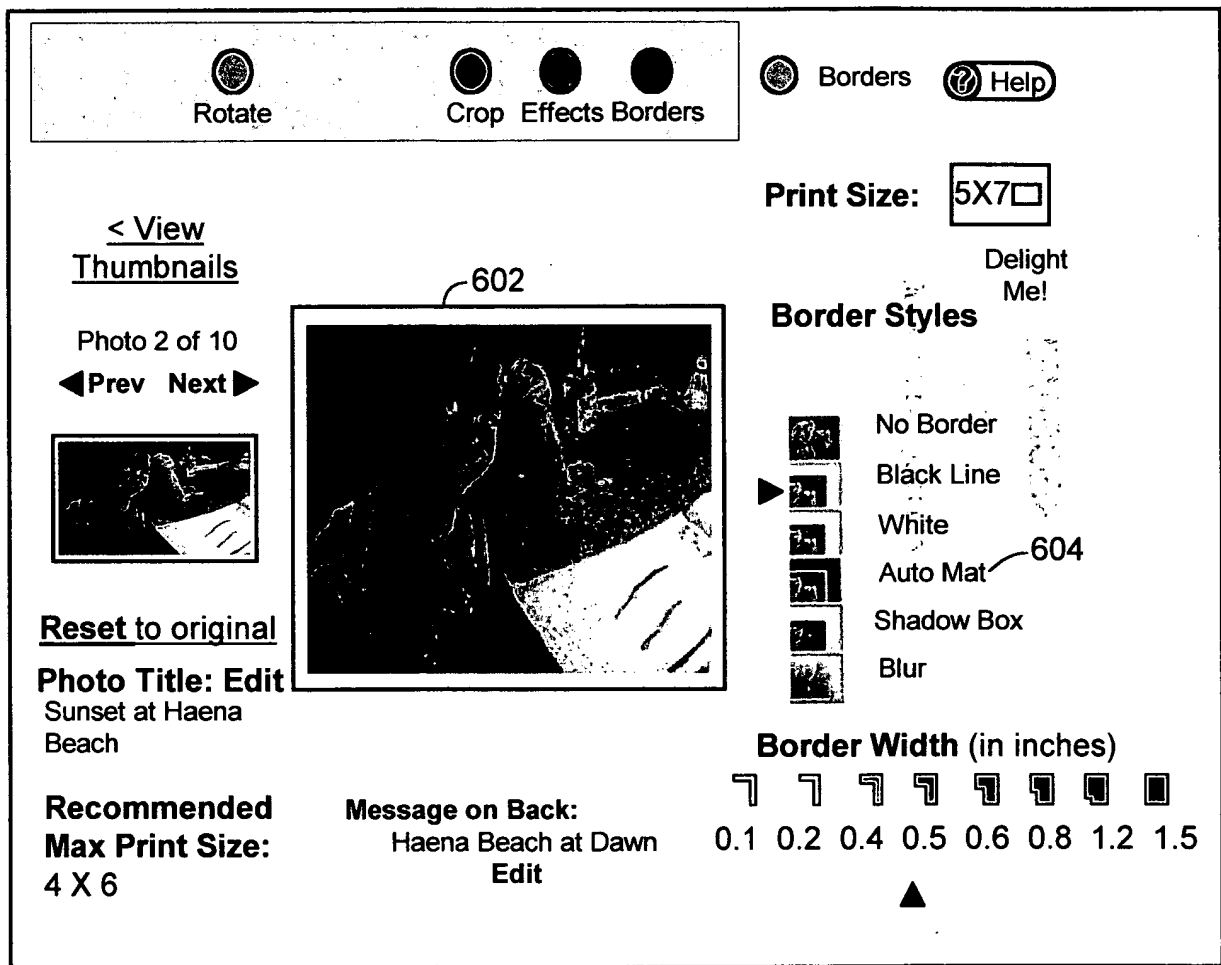 Rotate
Crop Effects Borders
Borders
Help
Print Size:
5X7
< View
Thumbnails
Photo 2 of 10
Prev Next
602
Delight
Me!
Border Styles
No Border
Black Line
White
Auto Mat
604
Shadow Box
Blur
Reset to original
Photo Title: Edit
Sunset at Haena
Beach
Recommended
Max Print Size:
4 X 6
Message on Back:
Haena Beach at Dawn
Edit
Border Width (in inches)
0.1 0.2 0.4 0.5 0.6 0.8 1.2 1.5